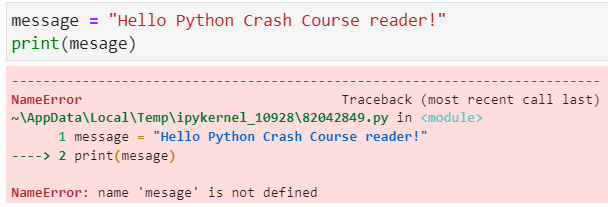 message = "Hello Python Crash Course reader!"
print(mesage)
---------------------------------------------------------------------------
NameError                                 Traceback (most recent call last)
~\AppData\Local\Temp\ipykernel_10928\82042849.py in <module>
      1 message = "Hello Python Crash Course reader!"
----> 2 print(mesage)

NameError: name 'mesage' is not defined